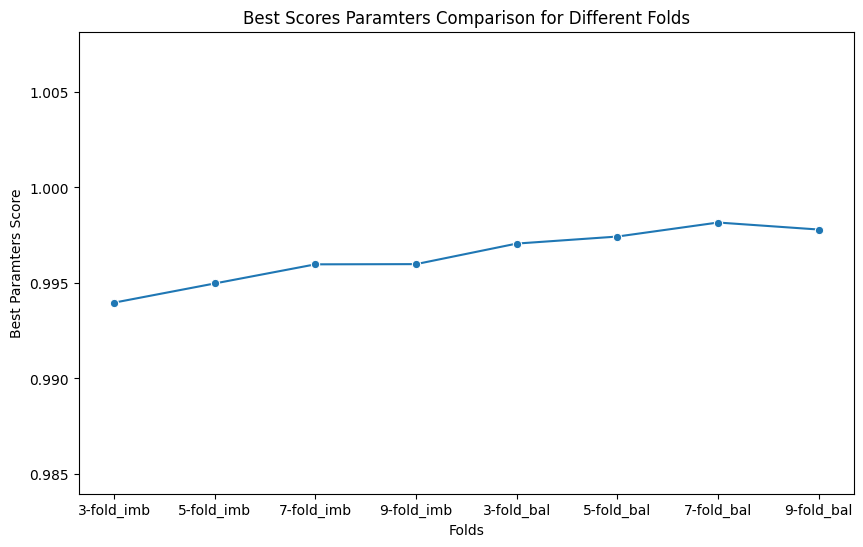 Best Scores Paramters Comparison for Different Folds
Best Paramters Score
1.005
1.000
0.995
0.990
0.985
3-fold_imb 5-fold_imb 7-fold_imb 9-fold_imb 3-fold_bal 5-fold_bal 7-fold_bal 9-fold_bal
Folds